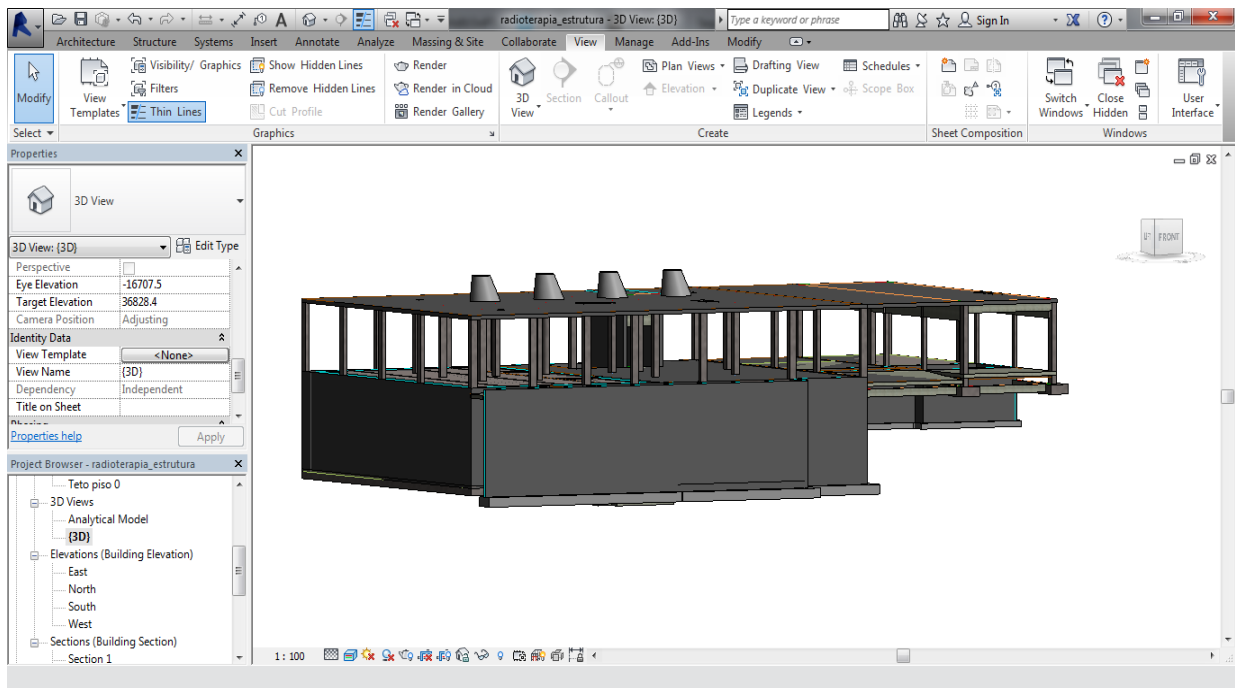 radioterapia_estrutura - 3D View: {3D}
Type a keyword or phrase
Sign In
Architecture Structure Systems Insert Annotate Analyze Massing & Site Collaborate View Manage Add-Ins Modify
Modify
View Templates
Visibility/ Graphics
Filters
Thin Lines
Show Hidden Lines
Remove Hidden Lines
Cut Profile
Render
Render in Cloud
Render Gallery
3D View
Section
Callout
Plan Views
Elevation
Drafting View
Duplicate View
Legends
Schedules
Scope Box
Switch Windows
Close Hidden
User Interface
Select
Graphics
Create
Sheet Composition
Windows
Properties
3D View
3D View: {3D}
Edit Type
Perspective
Eye Elevation -16707.5
Target Elevation 36828.4
Camera Position Adjusting
Identity Data
View Template <None>
View Name {3D}
Dependency Independent
Title on Sheet
Properties help
Apply
Project Browser - radioterapia_estrutura
Teto piso 0
3D Views
Analytical Model
{3D}
Elevations (Building Elevation)
East
North
South
West
Sections (Building Section)
Section 1
FRONT
1 : 100